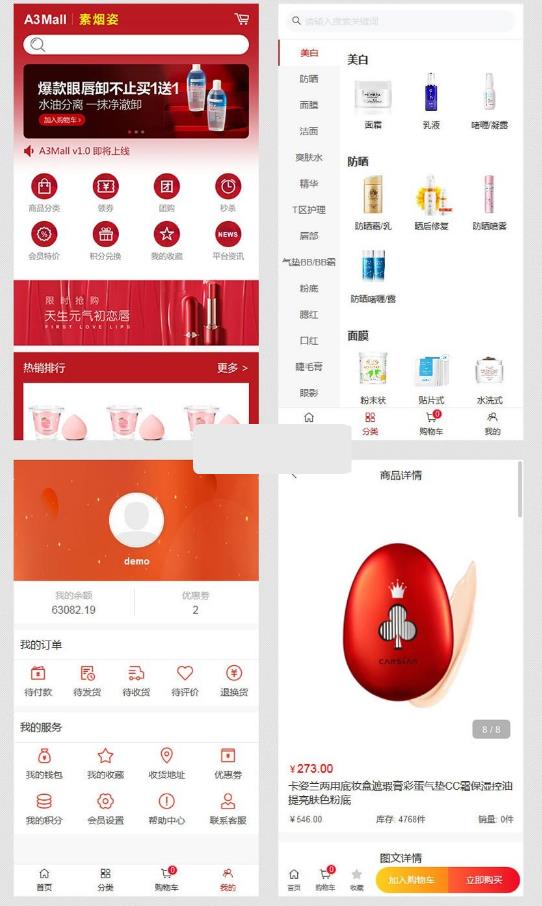 A3Mall 素烟姿
爆款眼唇卸不止买1送1
水油分离 一抹净澈卸
加入购物车 >
A3Mall v1.0 即将上线
商品分类 领券 团购 秒杀
会员特价 积分兑换 我的收藏 平台资讯
NEWS
限时抢购
天生元气初恋唇
FIRST LOVE LIPS
热销排行 更多 >
请输入搜索关键词
美白
防晒
面膜
洁面
爽肤水
精华
T区护理
唇部
气垫BB/BB霜
粉底
腮红
口红
睫毛膏
眼影
美白
面霜 乳液 啫喱/凝露
防晒
防晒霜/乳 晒后修复 防晒喷雾
防晒啫喱/露
面膜
粉末状 贴片式 水洗式
分类 购物车 我的
0
demo
我的余额 优惠券
63082.19 2
我的订单
待付款 待发货 待收货 待评价 退换货
我的服务
我的钱包 我的收藏 收货地址 优惠券
我的积分 会员设置 帮助中心 联系客服
0
首页 分类 购物车 我的
商品详情
CARSLAN
8 / 8
¥273.00
卡姿兰两用底妆盒遮瑕膏彩蛋气垫CC霜保湿控油
提亮肤色粉底
¥546.00 库存: 4768件 销量: 0件
图文详情
0
首页 购物车 收藏 加入购物车 立即购买